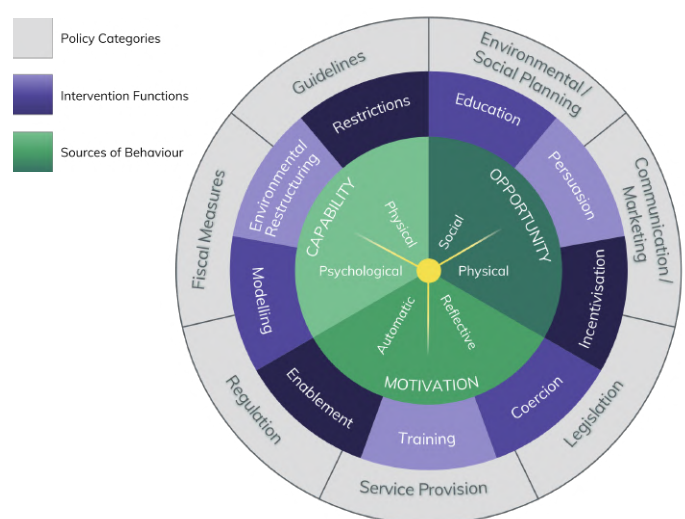 Policy Categories
Intervention Functions
Sources of Behaviour
Guidelines
Environmental /
Social Planning
Communication /
Marketing
Legislation
Service Provision
Regulation
Fiscal Measures
Restrictions
Education
Persuasion
Incentivisation
Coercion
Training
Enablement
Modelling
Environmental
Restructuring
CAPABILITY
Physical
Psychological
OPPORTUNITY
Social
Physical
MOTIVATION
Automatic
Reflective